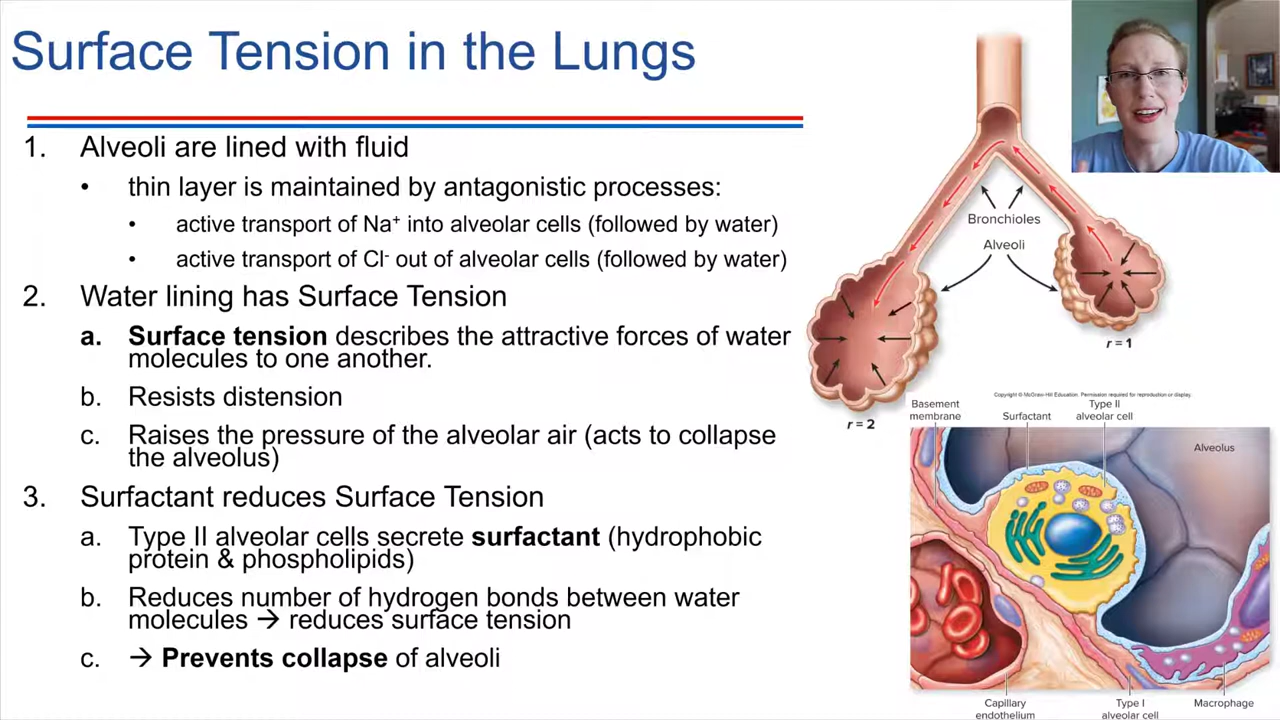 Surface Tension in the Lungs
1. Alveoli are lined with fluid
• thin layer is maintained by antagonistic processes:
• active transport of Na⁺ into alveolar cells (followed by water)
• active transport of Cl⁻ out of alveolar cells (followed by water)
2. Water lining has Surface Tension
a. Surface tension describes the attractive forces of water
molecules to one another.
b. Resists distension
c. Raises the pressure of the alveolar air (acts to collapse
the alveolus)
3. Surfactant reduces Surface Tension
a. Type II alveolar cells secrete surfactant (hydrophobic
protein & phospholipids)
b. Reduces number of hydrogen bonds between water
molecules → reduces surface tension
c. → Prevents collapse of alveoli
Bronchioles
Alveoli
r = 1
r = 2
Copyright © McGraw-Hill Education. Permission required for reproduction or display.
Basement
membrane
Surfactant
Type II
alveolar cell
Alveolus
Capillary
endothelium
Type I
alveolar cell
Macrophage